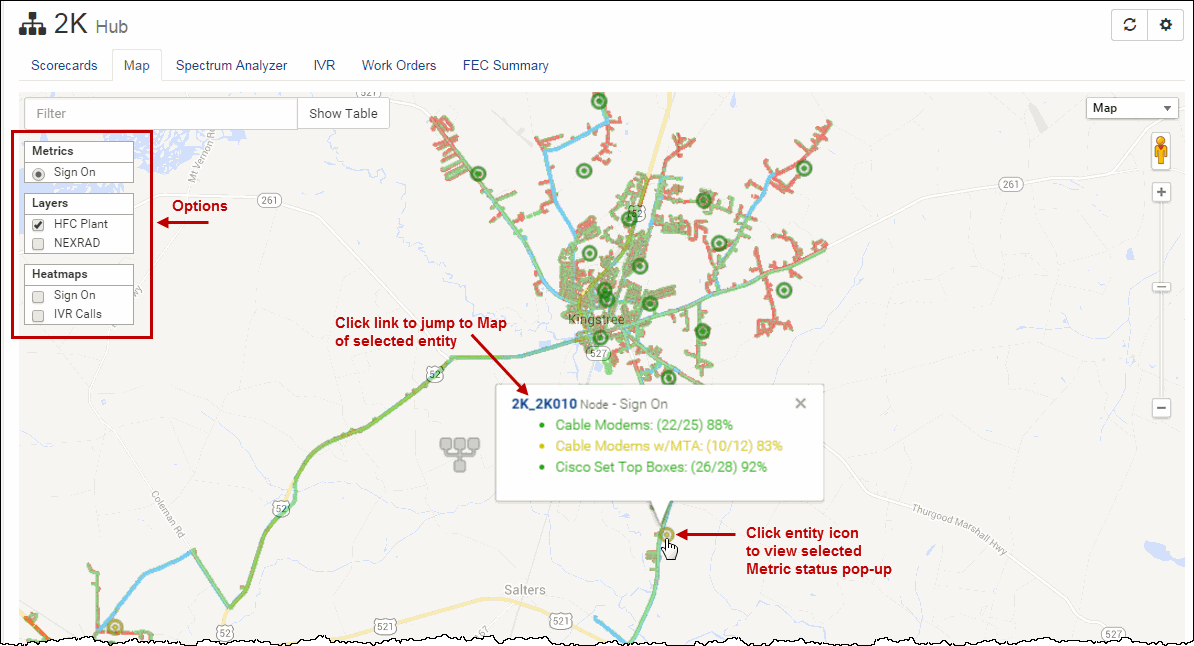 2K Hub
Scorecards Map Spectrum Analyzer IVR Work Orders FEC Summary
Filter
Show Table
Map
Metrics
Sign On
Layers
HFC Plant
NEXRAD
Heatmaps
Sign On
IVR Calls
Options
Mt Vernon Rd
521
261
261
52
Kingstree
527
Click link to jump to Map
of selected entity
52
2K_2K010 Node - Sign On
Cable Modems: (22/25) 88%
Cable Modems w/MTA: (10/12) 83%
Cisco Set Top Boxes: (26/28) 92%
52
Coleman Rd
Thurgood Marshall Hwy
Click entity icon
to view selected
Metric status pop-up
Salters
52
521
521
527